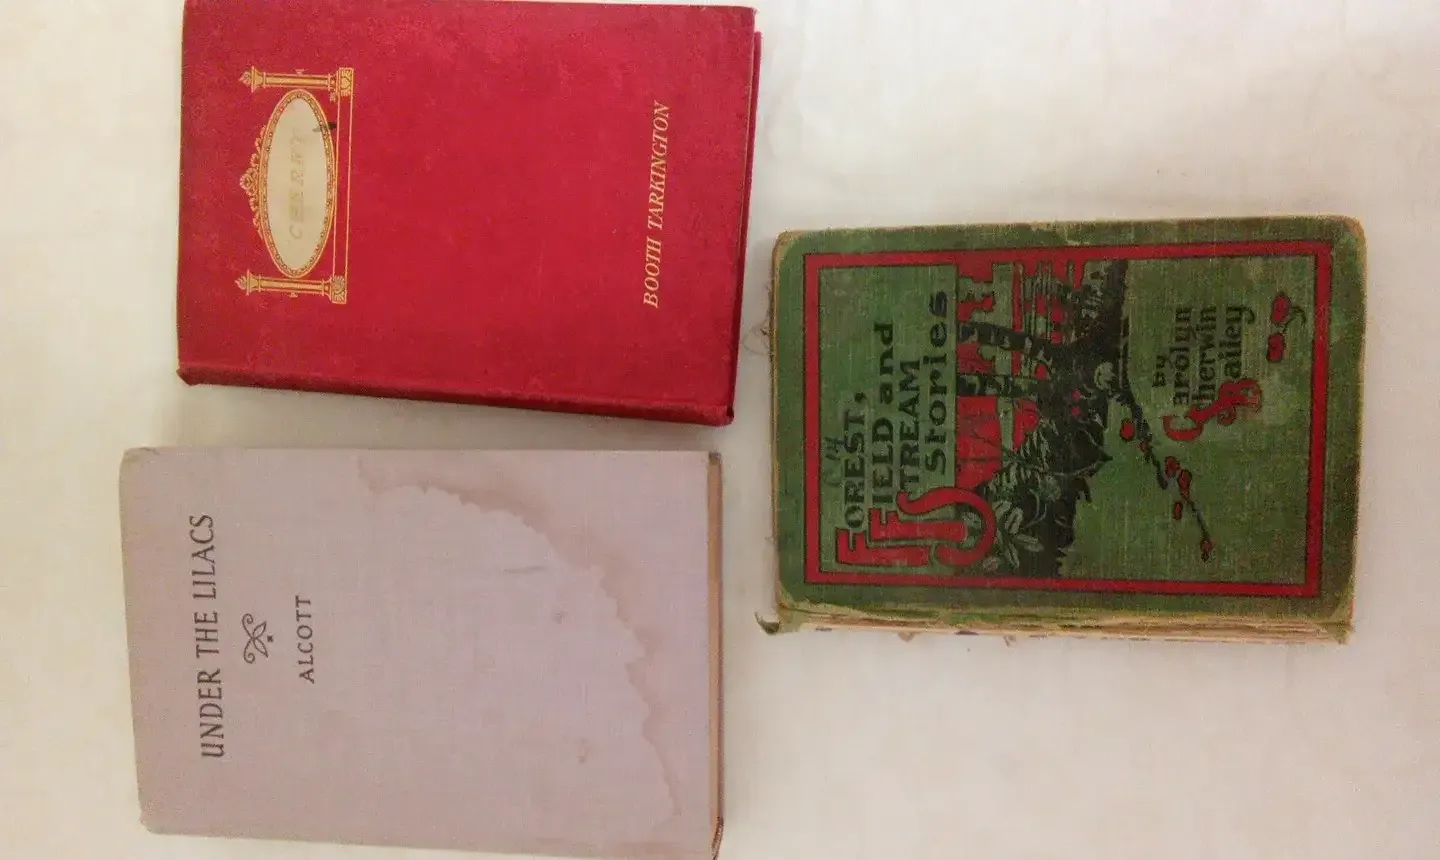 CHERRY
BOOTH TARKINGTON
UNDER THE LILACS
ALCOTT
FOREST,
FIELD and
STREAM
Stories
by
Carolyn
Sherwin
Bailey